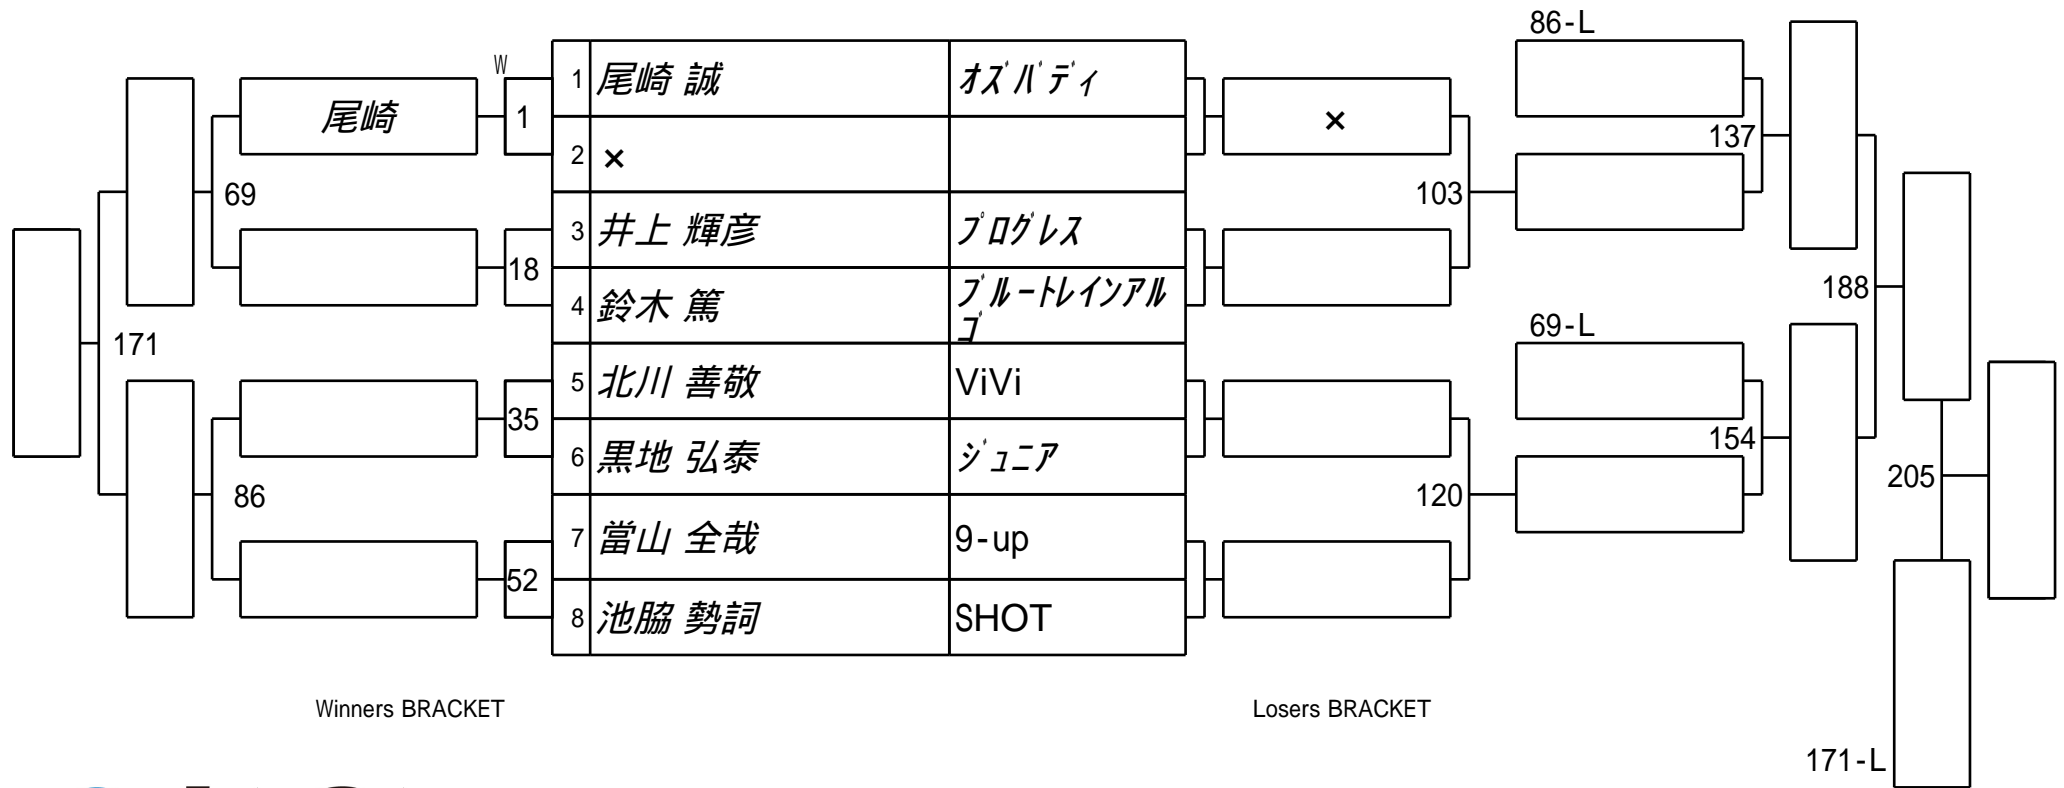 86-L
W
尾崎
1
1 尾崎 誠 ｵｽﾞﾊﾞﾃﾞｨ
×
2 ×
137
69
103
3 井上 輝彦 ﾌﾟﾛｸﾞﾚｽ
18
4 鈴木 篤 ﾌﾞﾙｰﾄﾚｲﾝｱﾙ
ｺﾞ
188
69-L
171
5 北川 善敬 ViVi
35
154
6 黒地 弘泰 ｼﾞｭﾆｱ
86
120
205
7 當山 全哉 9-up
52
8 池脇 勢詞 SHOT
Winners BRACKET
Losers BRACKET
171-L